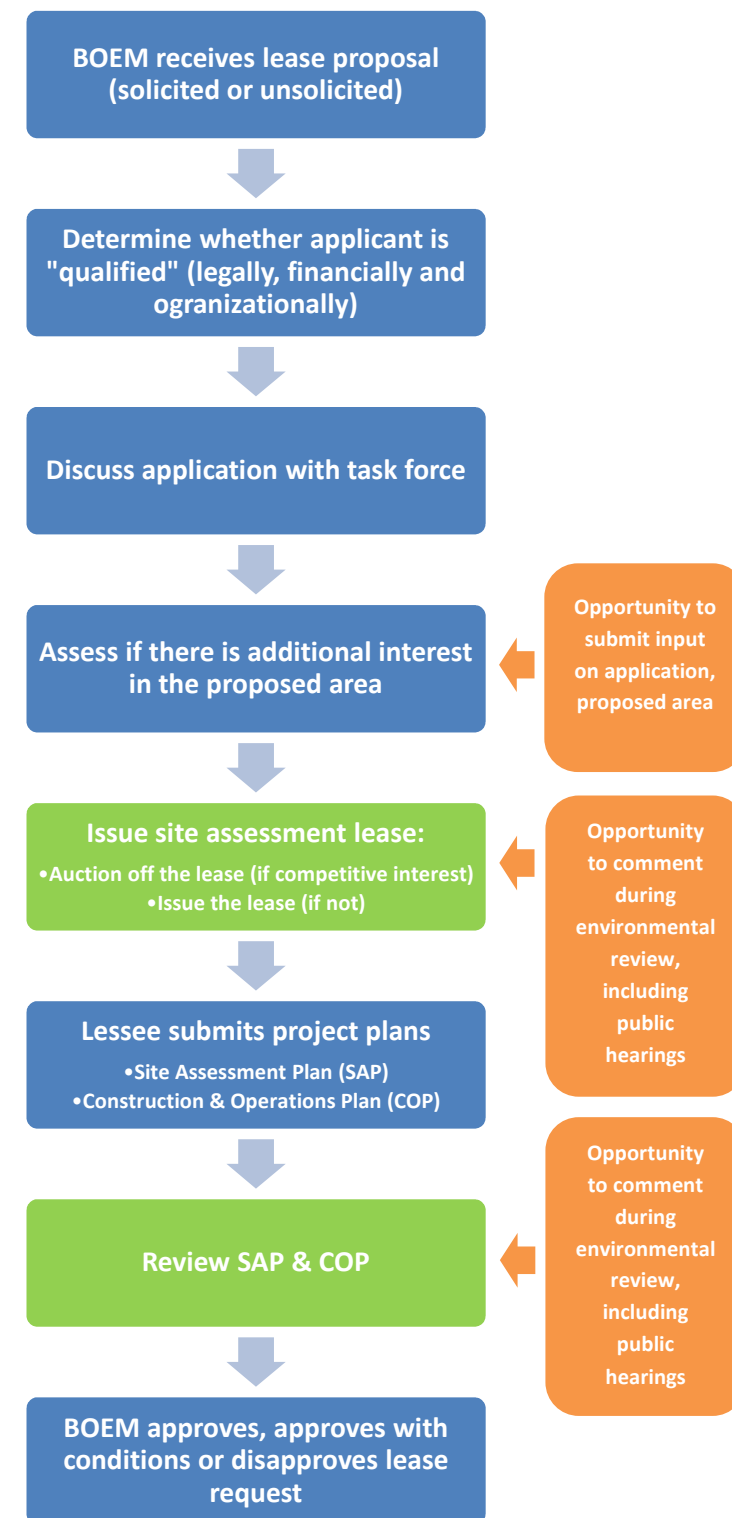 BOEM receives lease proposal
(solicited or unsolicited)
Determine whether applicant is
"qualified" (legally, financially and
ogranizationally)
Discuss application with task force
Assess if there is additional interest
in the proposed area
Opportunity to
submit input
on application,
proposed area
Issue site assessment lease:
•Auction off the lease (if competitive interest)
•Issue the lease (if not)
Opportunity
to comment
during
environmental
review,
including
public
hearings
Lessee submits project plans
•Site Assessment Plan (SAP)
•Construction & Operations Plan (COP)
Review SAP & COP
Opportunity
to comment
during
environmental
review,
including
public
hearings
BOEM approves, approves with
conditions or disapproves lease
request